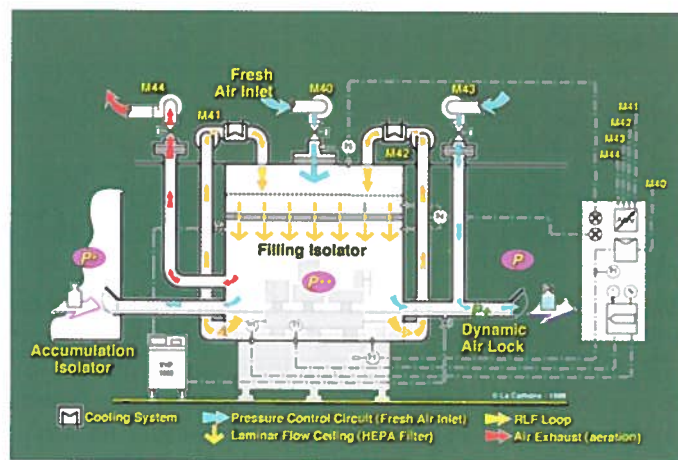 M44
Fresh
Air Inlet
M40
M43
M41
M42
M41
M42
M43
M44
M40
Filling Isolator
P+
P++
P
Accumulation
Isolator
Dynamic
Air Lock
Cooling System
Pressure Control Circuit (Fresh Air Inlet)
Laminar Flow Ceiling (HEPA Filter)
RLF Loop
Air Exhaust (aeration)